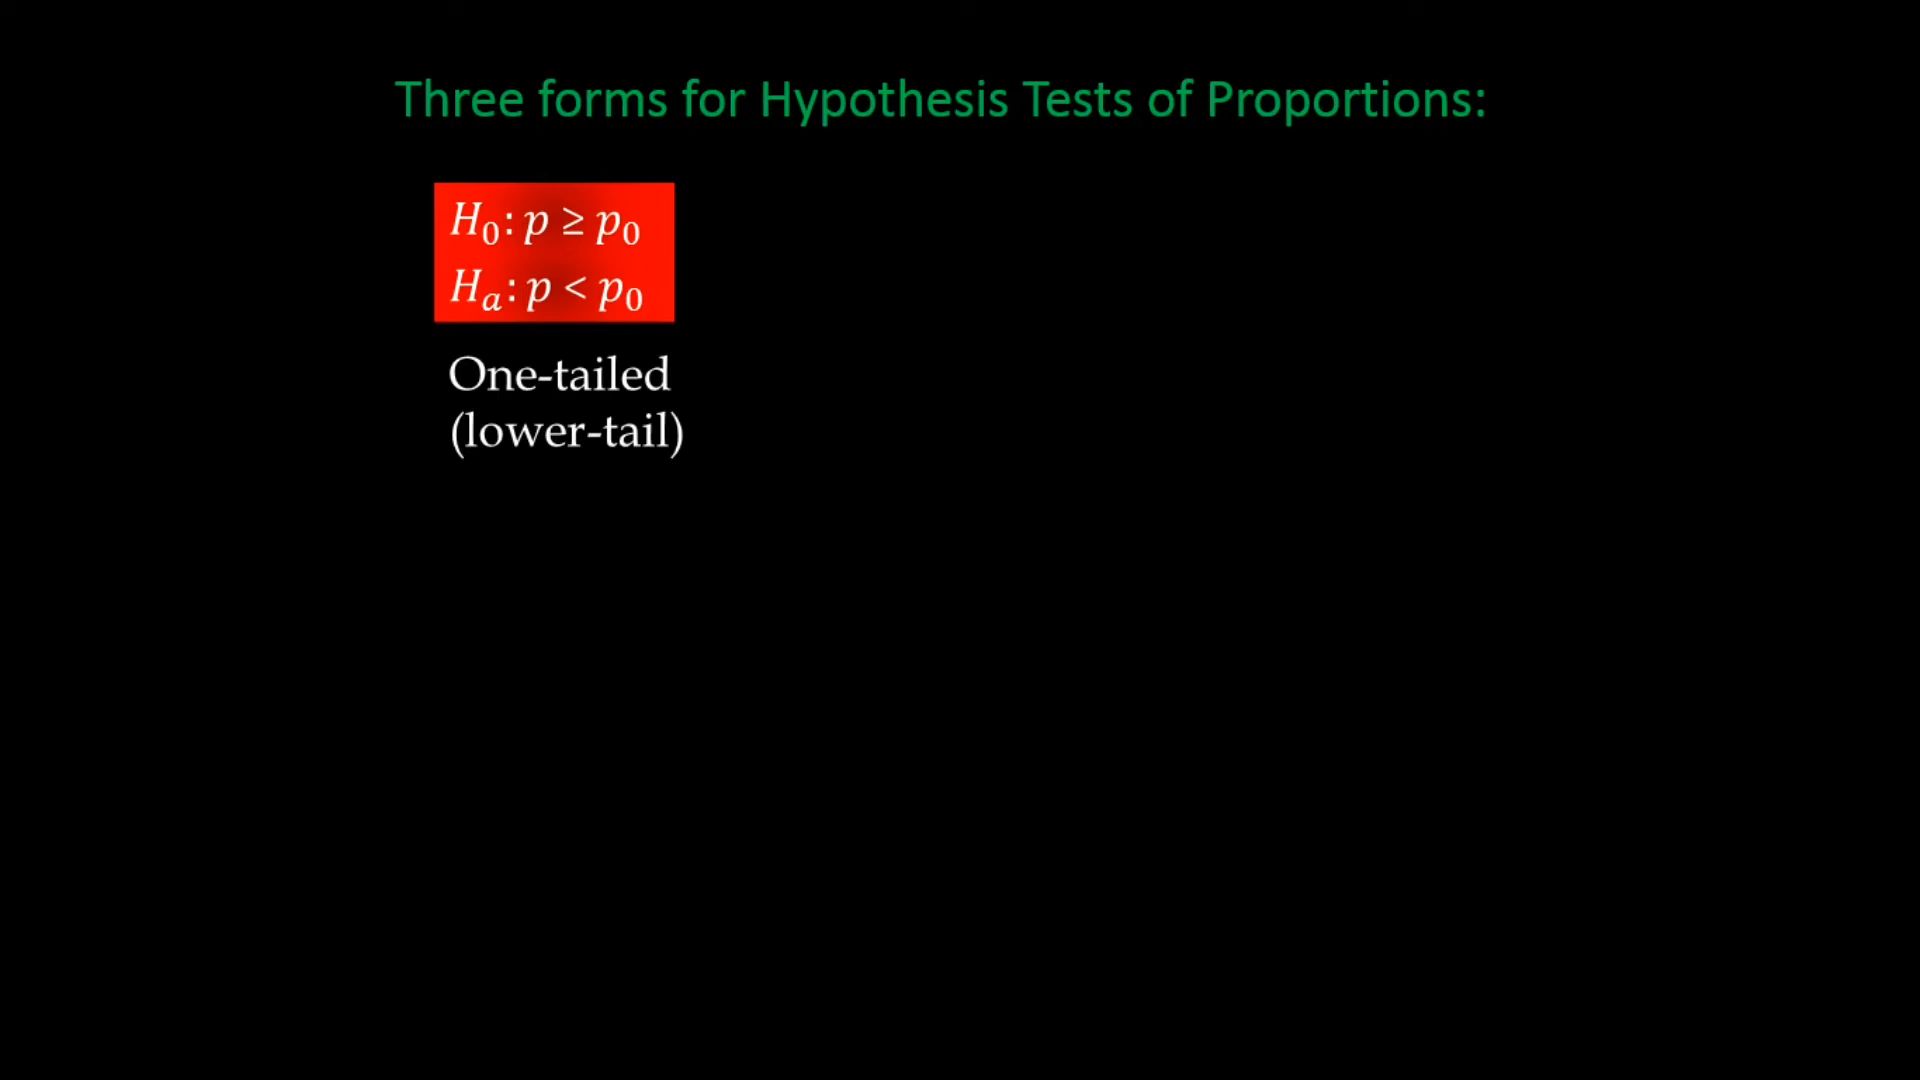 Three forms for Hypothesis Tests of Proportions:
H₀: p ≥ p₀
Hₐ: p < p₀
One-tailed
(lower-tail)